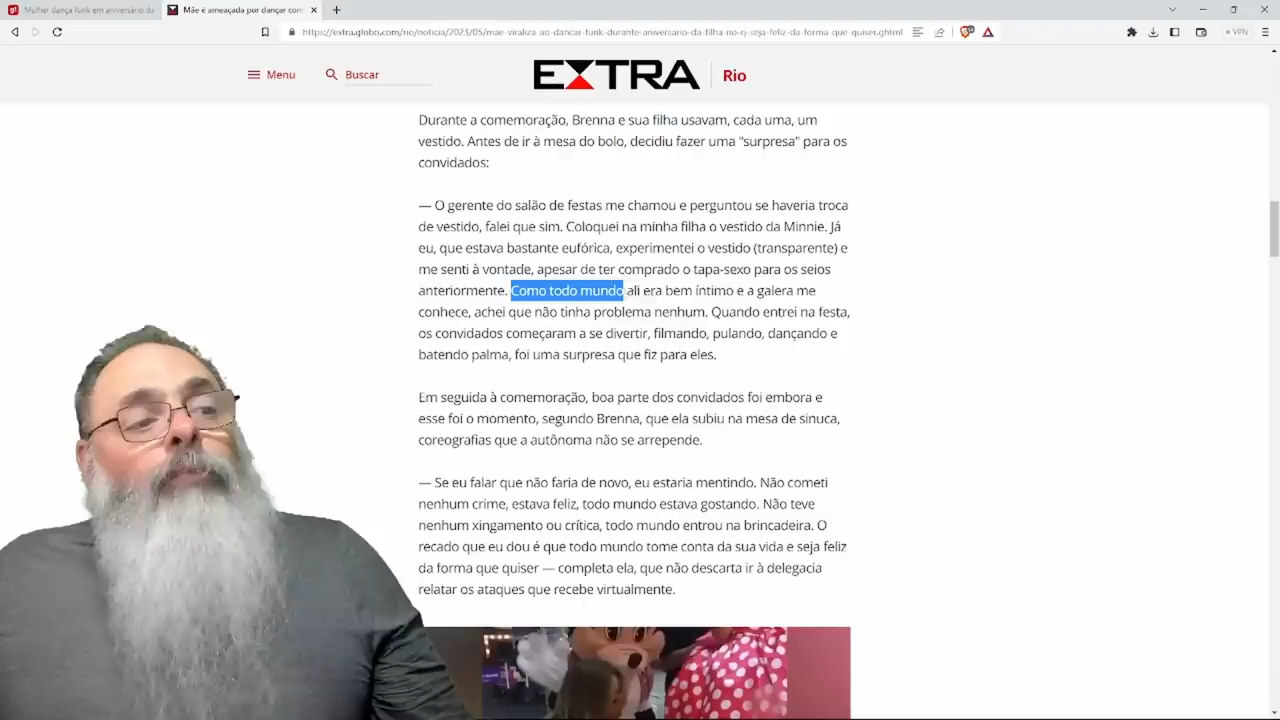 Mulher dança funk em aniversário da
Mãe é ameaçada por dançar com
https://extra.globo.com/rio/noticia/2023/05/mae-viraliza-ao-dancar-funk-durante-aniversario-da-filha-no-rj-seja-feliz-da-forma-que-quiser.ghtml
VPN
Menu
Buscar
EXTRA
Rio
Durante a comemoração, Brenna e sua filha usavam, cada uma, um
vestido. Antes de ir à mesa do bolo, decidiu fazer uma "surpresa" para os
convidados:
— O gerente do salão de festas me chamou e perguntou se haveria troca
de vestido, falei que sim. Coloquei na minha filha o vestido da Minnie. Já
eu, que estava bastante eufórica, experimentei o vestido (transparente) e
me senti à vontade, apesar de ter comprado o tapa-sexo para os seios
anteriormente. Como todo mundo ali era bem íntimo e a galera me
conhece, achei que não tinha problema nenhum. Quando entrei na festa,
os convidados começaram a se divertir, filmando, pulando, dançando e
batendo palma, foi uma surpresa que fiz para eles.
Em seguida à comemoração, boa parte dos convidados foi embora e
esse foi o momento, segundo Brenna, que ela subiu na mesa de sinuca,
coreografias que a autônoma não se arrepende.
— Se eu falar que não faria de novo, eu estaria mentindo. Não cometi
nenhum crime, estava feliz, todo mundo estava gostando. Não teve
nenhum xingamento ou crítica, todo mundo entrou na brincadeira. O
recado que eu dou é que todo mundo tome conta da sua vida e seja feliz
da forma que quiser — completa ela, que não descarta ir à delegacia
relatar os ataques que recebe virtualmente.